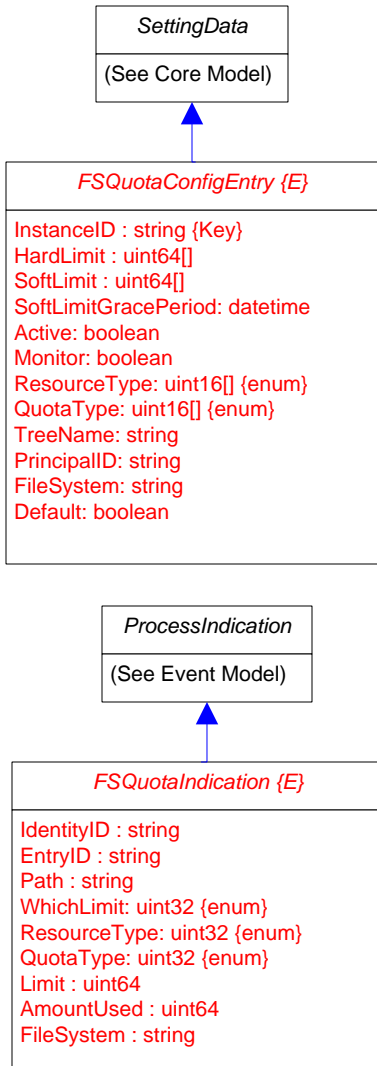 SettingData
(See Core Model)
FSQuotaConfigEntry {E}
InstanceID : string {Key}
HardLimit : uint64[]
SoftLimit : uint64[]
SoftLimitGracePeriod: datetime
Active: boolean
Monitor: boolean
ResourceType: uint16[] {enum}
QuotaType: uint16[] {enum}
TreeName: string
PrincipalID: string
FileSystem: string
Default: boolean
ProcessIndication
(See Event Model)
FSQuotaIndication {E}
IdentityID : string
EntryID : string
Path : string
WhichLimit: uint32 {enum}
ResourceType: uint32 {enum}
QuotaType: uint32 {enum}
Limit : uint64
AmountUsed : uint64
FileSystem : string